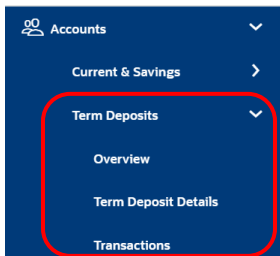 Accounts
Current & Savings
Term Deposits
Overview
Term Deposit Details
Transactions